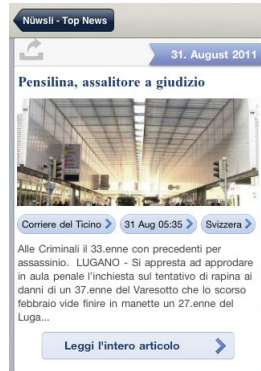 Nüwsli - Top News
31. August 2011
Pensilina, assalitore a giudizio
Corriere del Ticino
31 Aug 05:35
Svizzera
Alle Criminali il 33.enne con precedenti per
assassinio. LUGANO - Si appresta ad approdare
in aula penale l'inchiesta sul tentativo di rapina ai
danni di un 37.enne del Varesotto che lo scorso
febbraio vide finire in manette un 27.enne del
Luga...
Leggi l'intero articolo